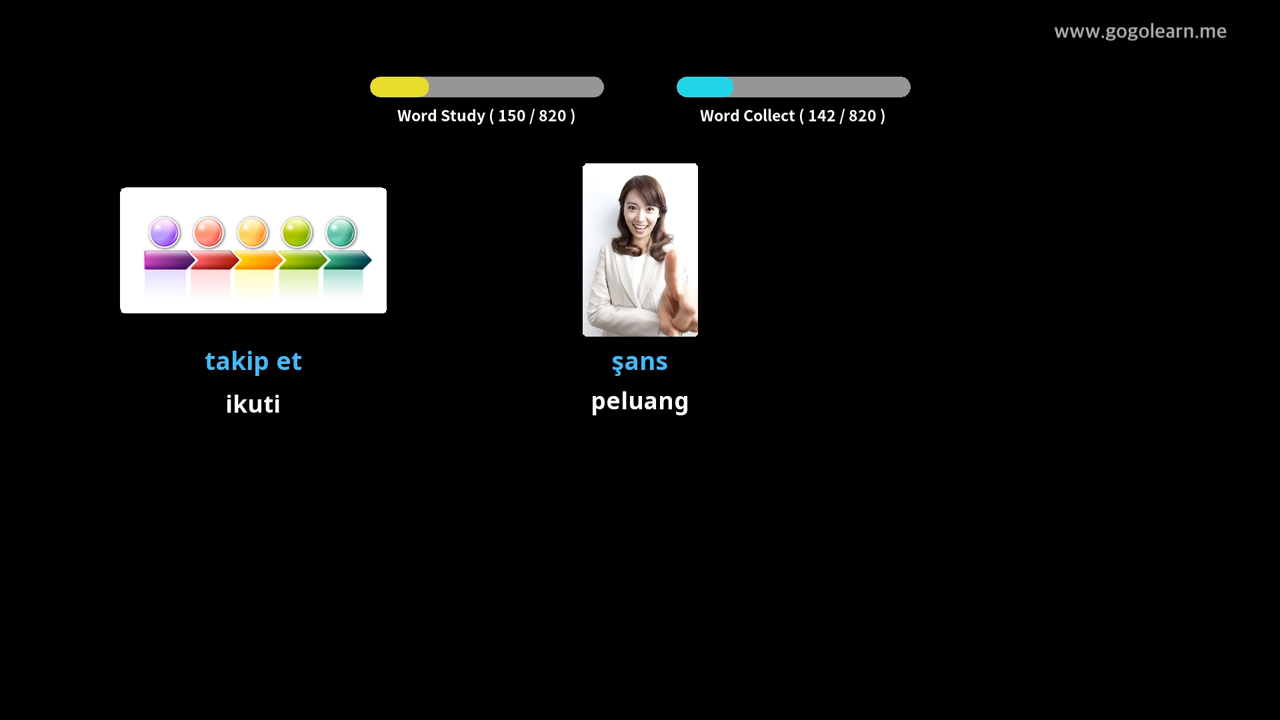 www.gogolearn.me
Word Study ( 150 / 820 )
Word Collect ( 142 / 820 )
takip et
ikuti
şans
peluang